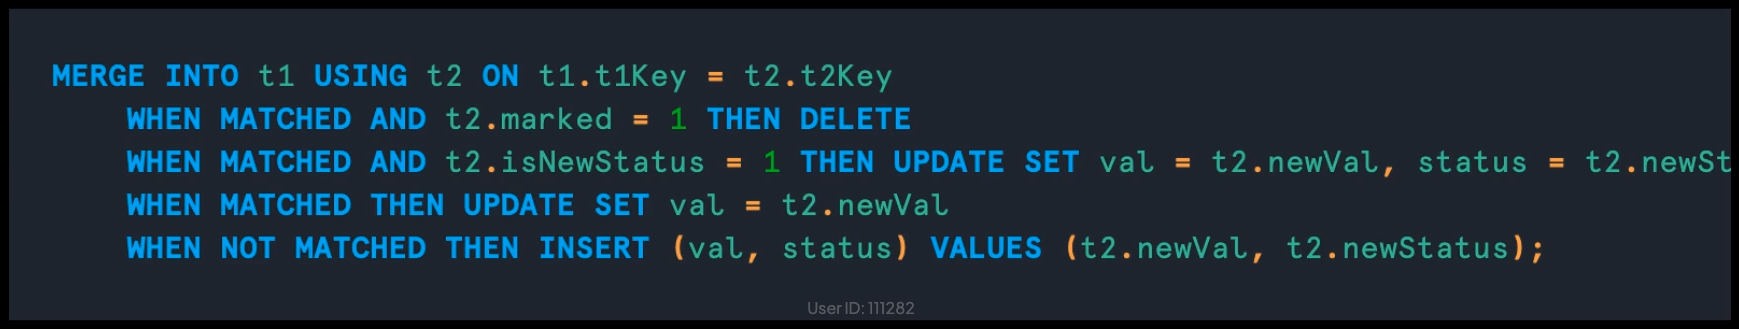 MERGE INTO t1 USING t2 ON t1.t1Key = t2.t2Key
WHEN MATCHED AND t2.marked = 1 THEN DELETE
WHEN MATCHED AND t2.isNewStatus = 1 THEN UPDATE SET val = t2.newVal, status = t2.newSt
WHEN MATCHED THEN UPDATE SET val = t2.newVal
WHEN NOT MATCHED THEN INSERT (val, status) VALUES (t2.newVal, t2.newStatus);
User ID: 111282